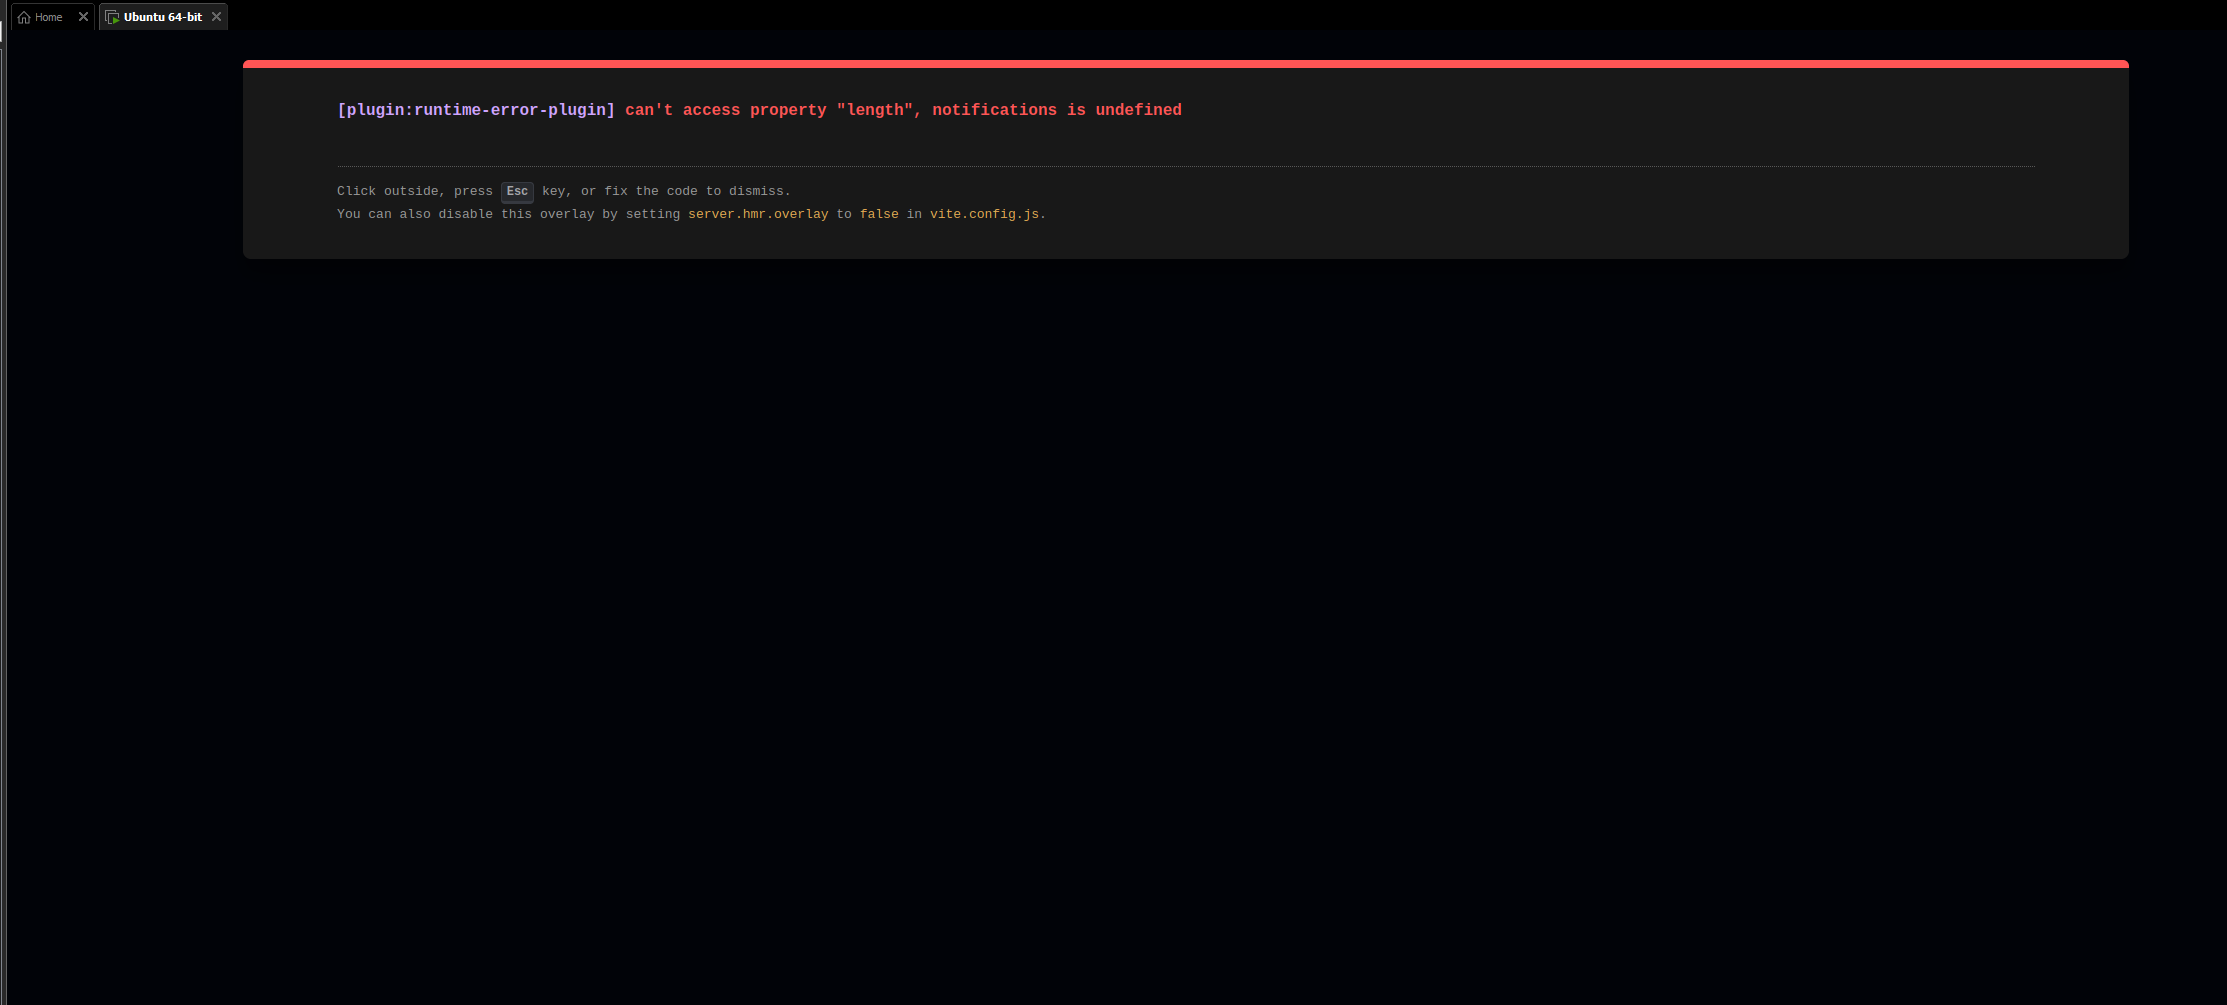 Home
Ubuntu 64-bit
[plugin:runtime-error-plugin] can't access property "length", notifications is undefined
Click outside, press Esc key, or fix the code to dismiss.
You can also disable this overlay by setting server.hmr.overlay to false in vite.config.js.